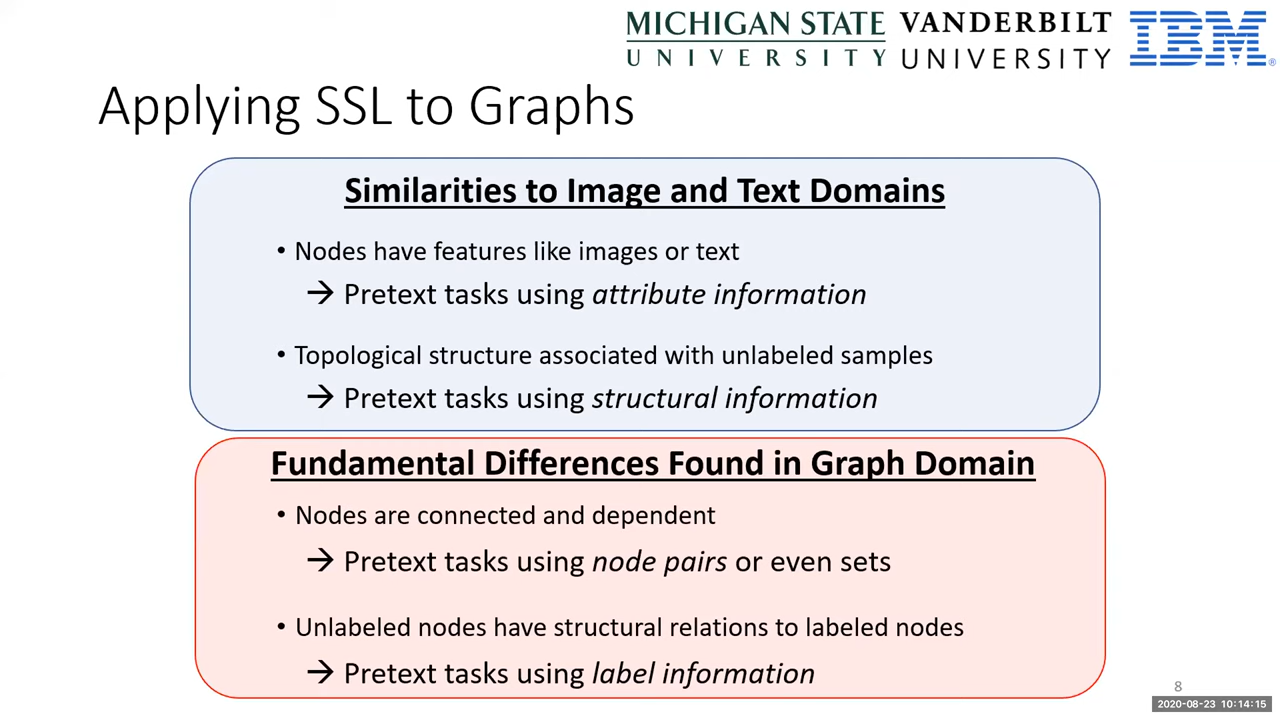 MICHIGAN STATE VANDERBILT IBM®
UNIVERSITY UNIVERSITY
Applying SSL to Graphs
Similarities to Image and Text Domains
• Nodes have features like images or text
→ Pretext tasks using attribute information
• Topological structure associated with unlabeled samples
→ Pretext tasks using structural information
Fundamental Differences Found in Graph Domain
• Nodes are connected and dependent
→ Pretext tasks using node pairs or even sets
• Unlabeled nodes have structural relations to labeled nodes
→ Pretext tasks using label information
8
2020-08-23 10:14:15